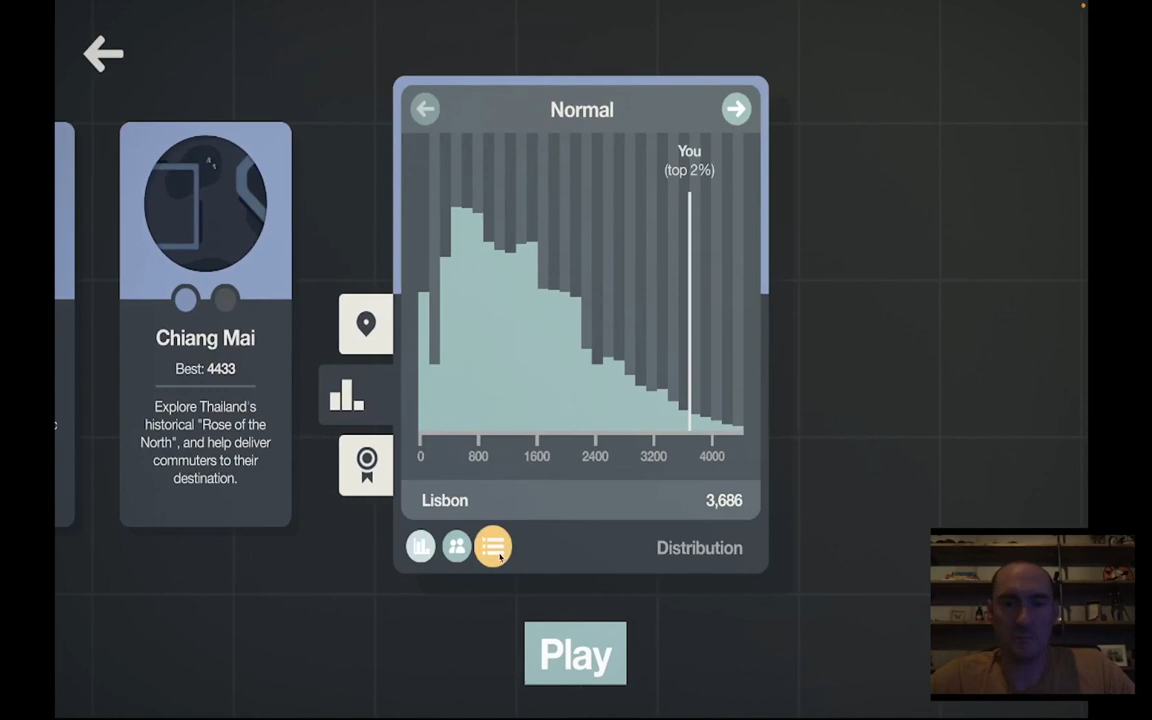 Normal
You
(top 2%)
0 800 1600 2400 3200 4000
Lisbon 3,686
Distribution
Play
Chiang Mai
Best: 4433
Explore Thailand's
historical "Rose of the
North", and help deliver
commuters to their
destination.
c